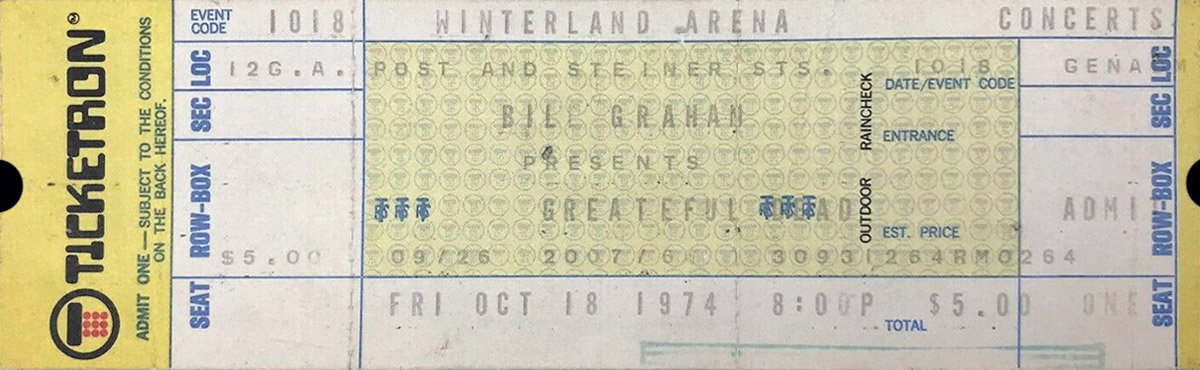 TICKETRON®
ADMIT ONE — SUBJECT TO THE CONDITIONS
ON THE BACK HEREOF.
EVENT CODE 1018 WINTERLAND ARENA CONCERTS
LOC 12G.A. POST AND STEINER STS. 1018 GENA LOC
DATE/EVENT CODE
SEC BILL GRAHAM SEC
OUTDOOR RAINCHECK
ENTRANCE
PRESENTS
ROW-BOX GREATEFUL ADMI ROW-BOX
EST. PRICE
$5.00 09/26 2007/6 3093 264RM0264
SEAT FRI OCT 18 1974 8:00P $5.00 ONE SEAT
TOTAL